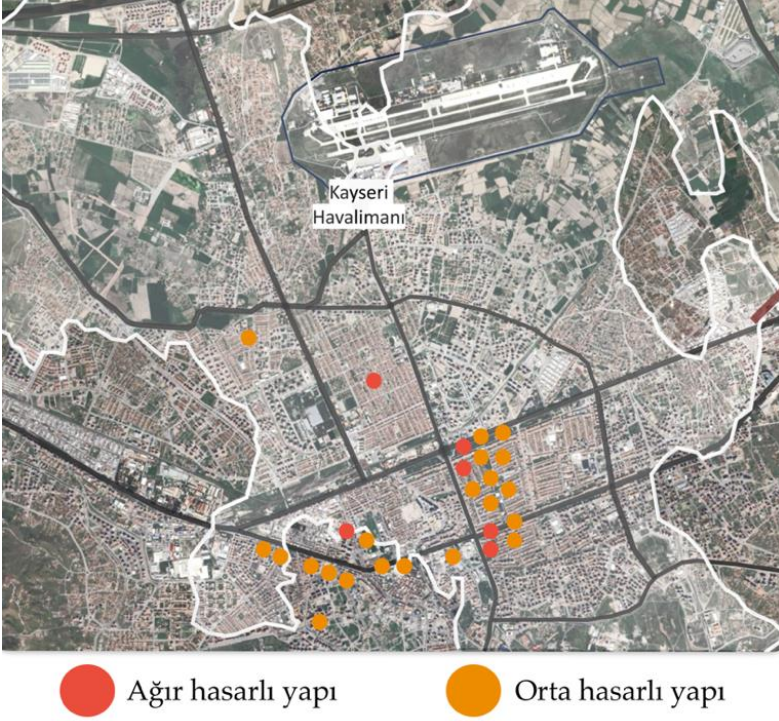 Kayseri
Havalimanı
Ağır hasarlı yapı
Orta hasarlı yapı